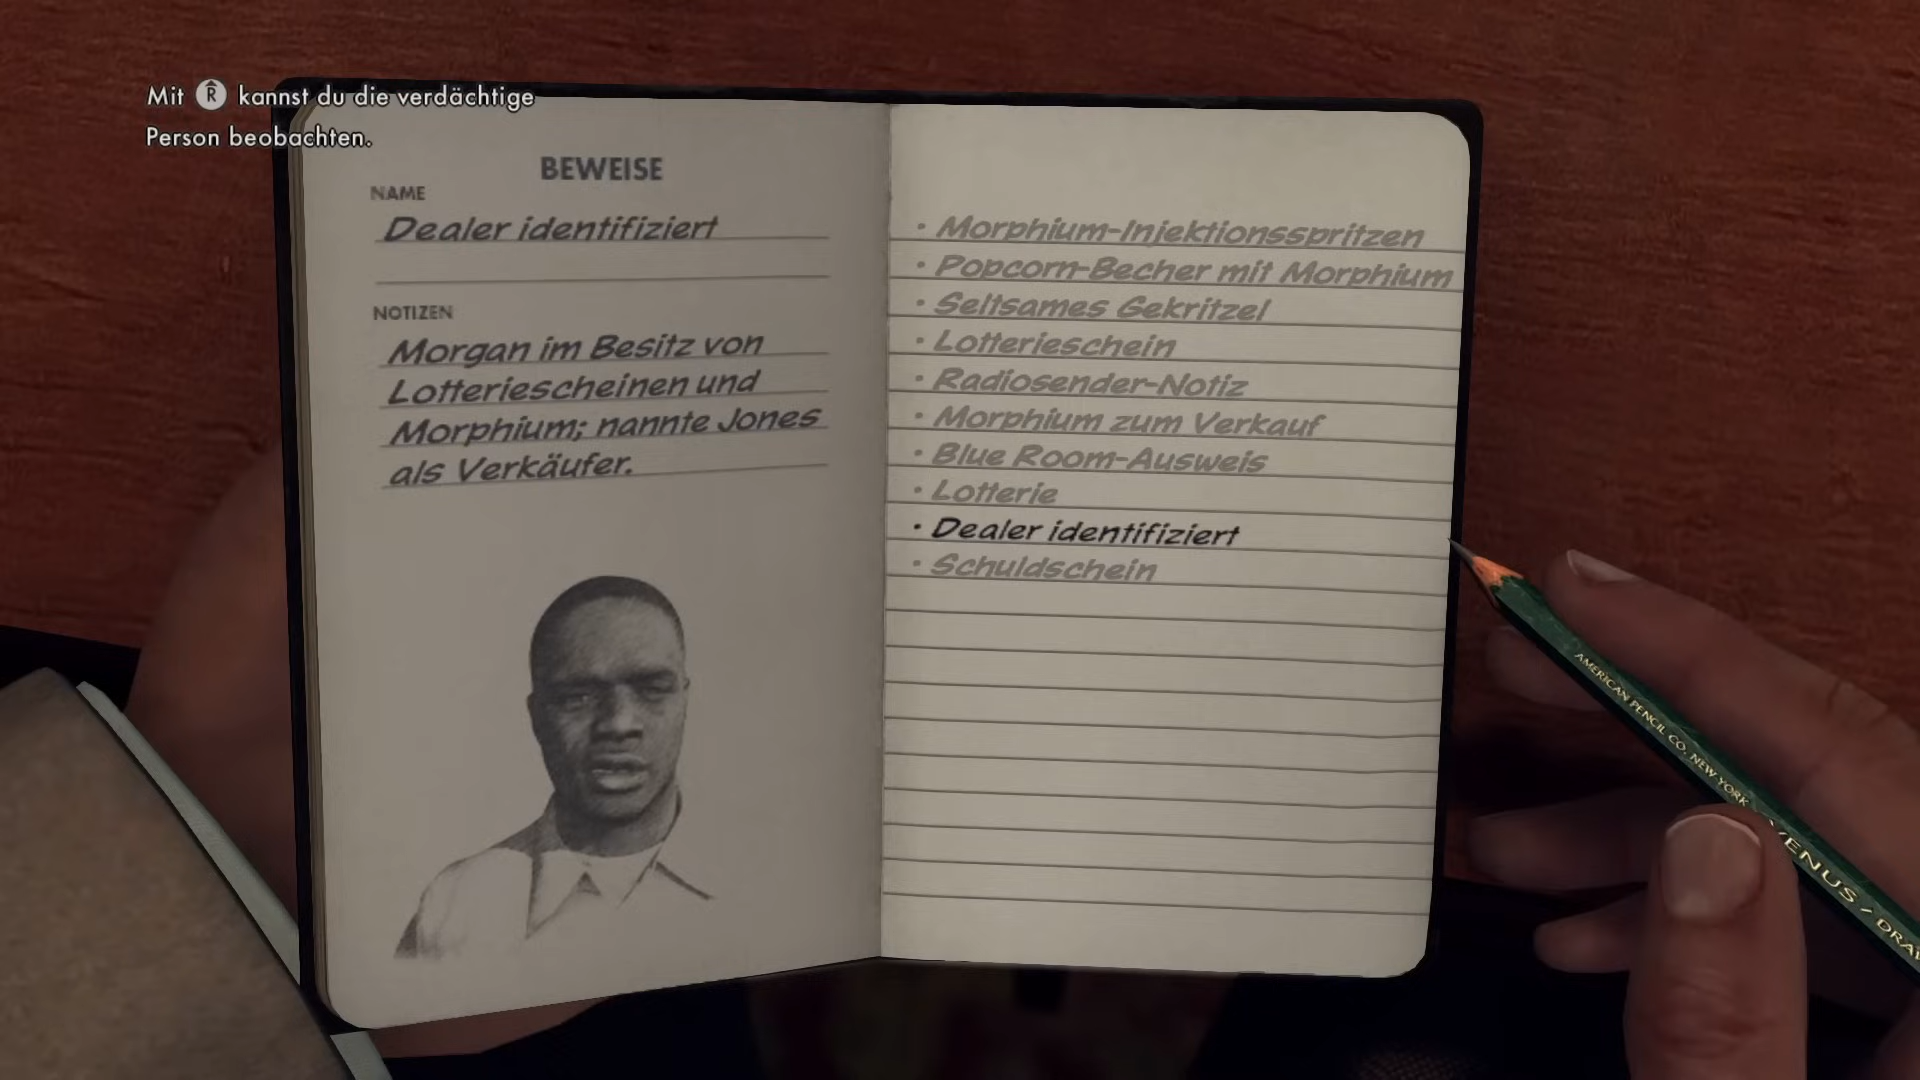 Mit R kannst du die verdächtige
Person beobachten.
BEWEISE
NAME
Dealer identifiziert
NOTIZEN
Morgan im Besitz von
Lotteriescheinen und
Morphium; nannte Jones
als Verkäufer.
• Morphium-Injektionsspritzen
• Popcorn-Becher mit Morphium
• Seltsames Gekritzel
• Lotterieschein
• Radiosender-Notiz
• Morphium zum Verkauf
• Blue Room-Ausweis
• Lotterie
• Dealer identifiziert
• Schuldschein
AMERICAN PENCIL CO. NEW-YORK
VENUS / DRA